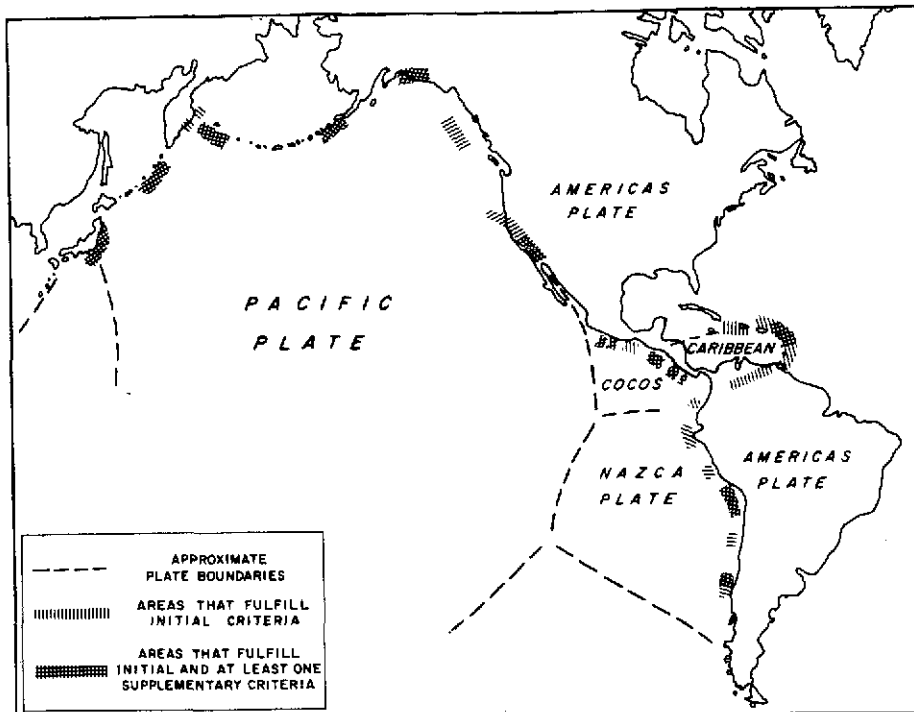 AMERICAS
PLATE
PACIFIC
PLATE
CARIBBEAN
COCOS
NAZCA
PLATE
AMERICAS
PLATE
APPROXIMATE
PLATE BOUNDARIES
AREAS THAT FULFILL
INITIAL CRITERIA
AREAS THAT FULFILL
INITIAL AND AT LEAST ONE
SUPPLEMENTARY CRITERIA